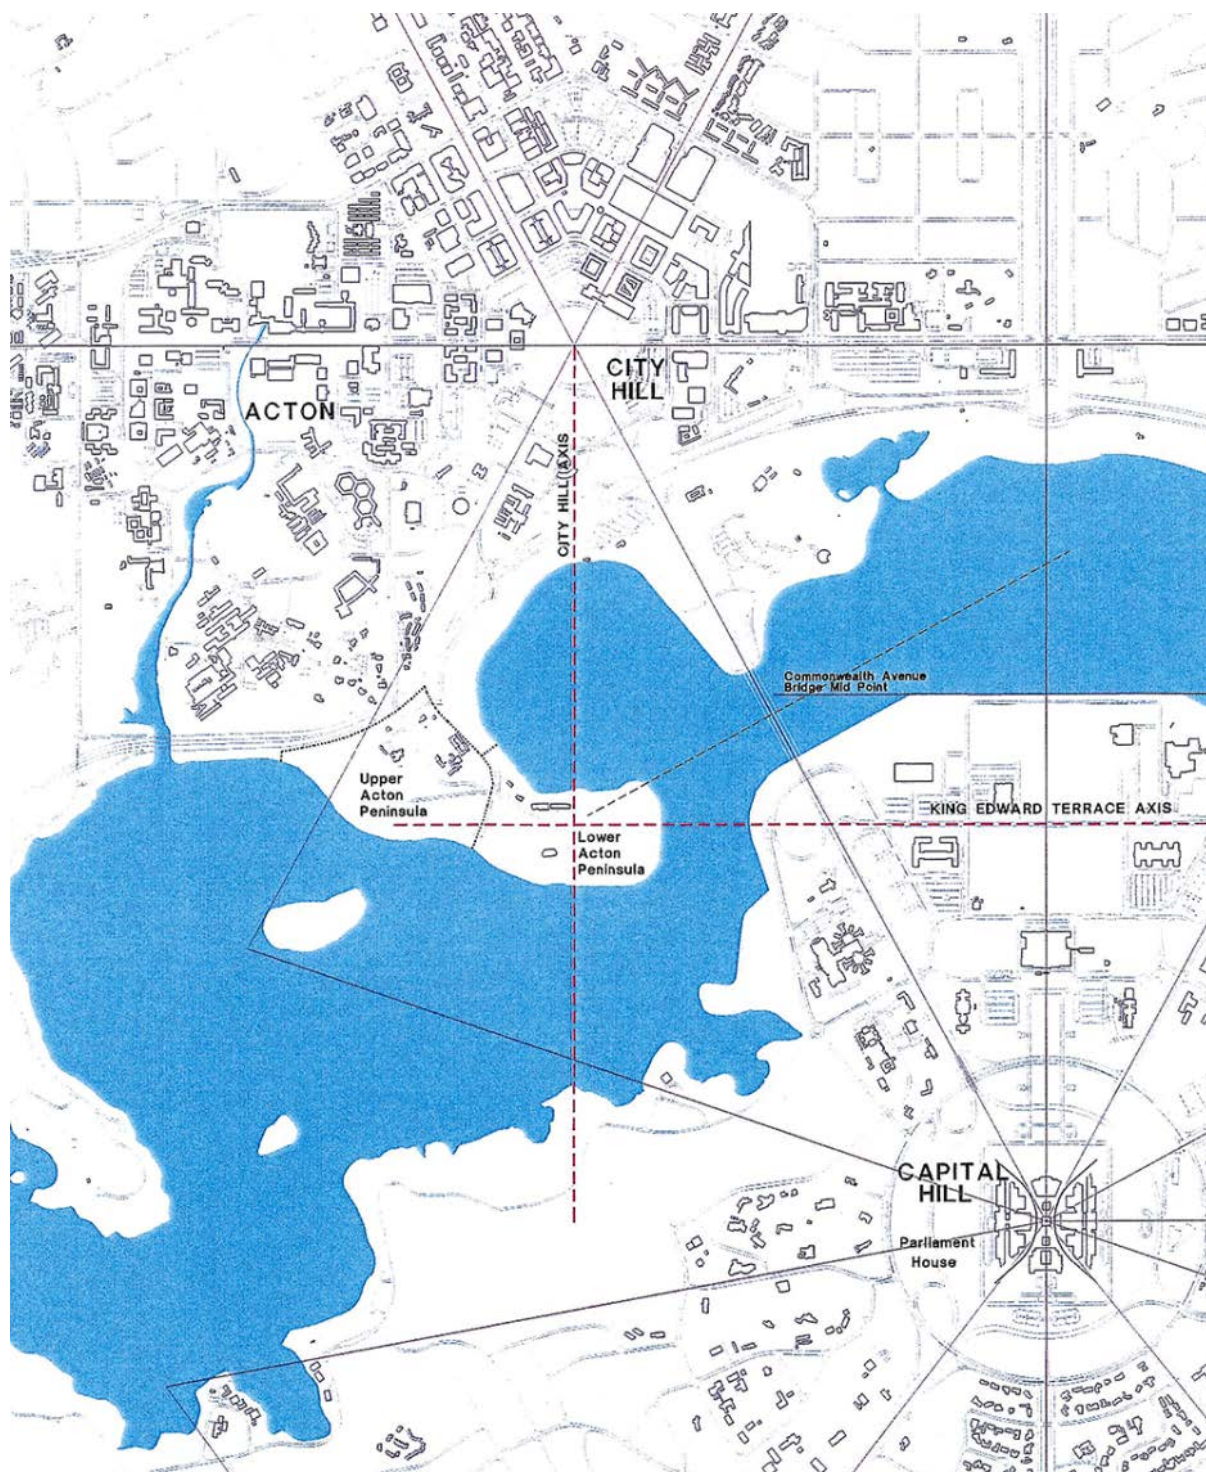 CITY
HILL
ACTON
CITY HILL AXIS
Commonwealth Avenue
Bridge Mid Point
Upper
Acton
Peninsula
KING EDWARD TERRACE AXIS
Lower
Acton
Peninsula
CAPITAL
HILL
Parliament
House